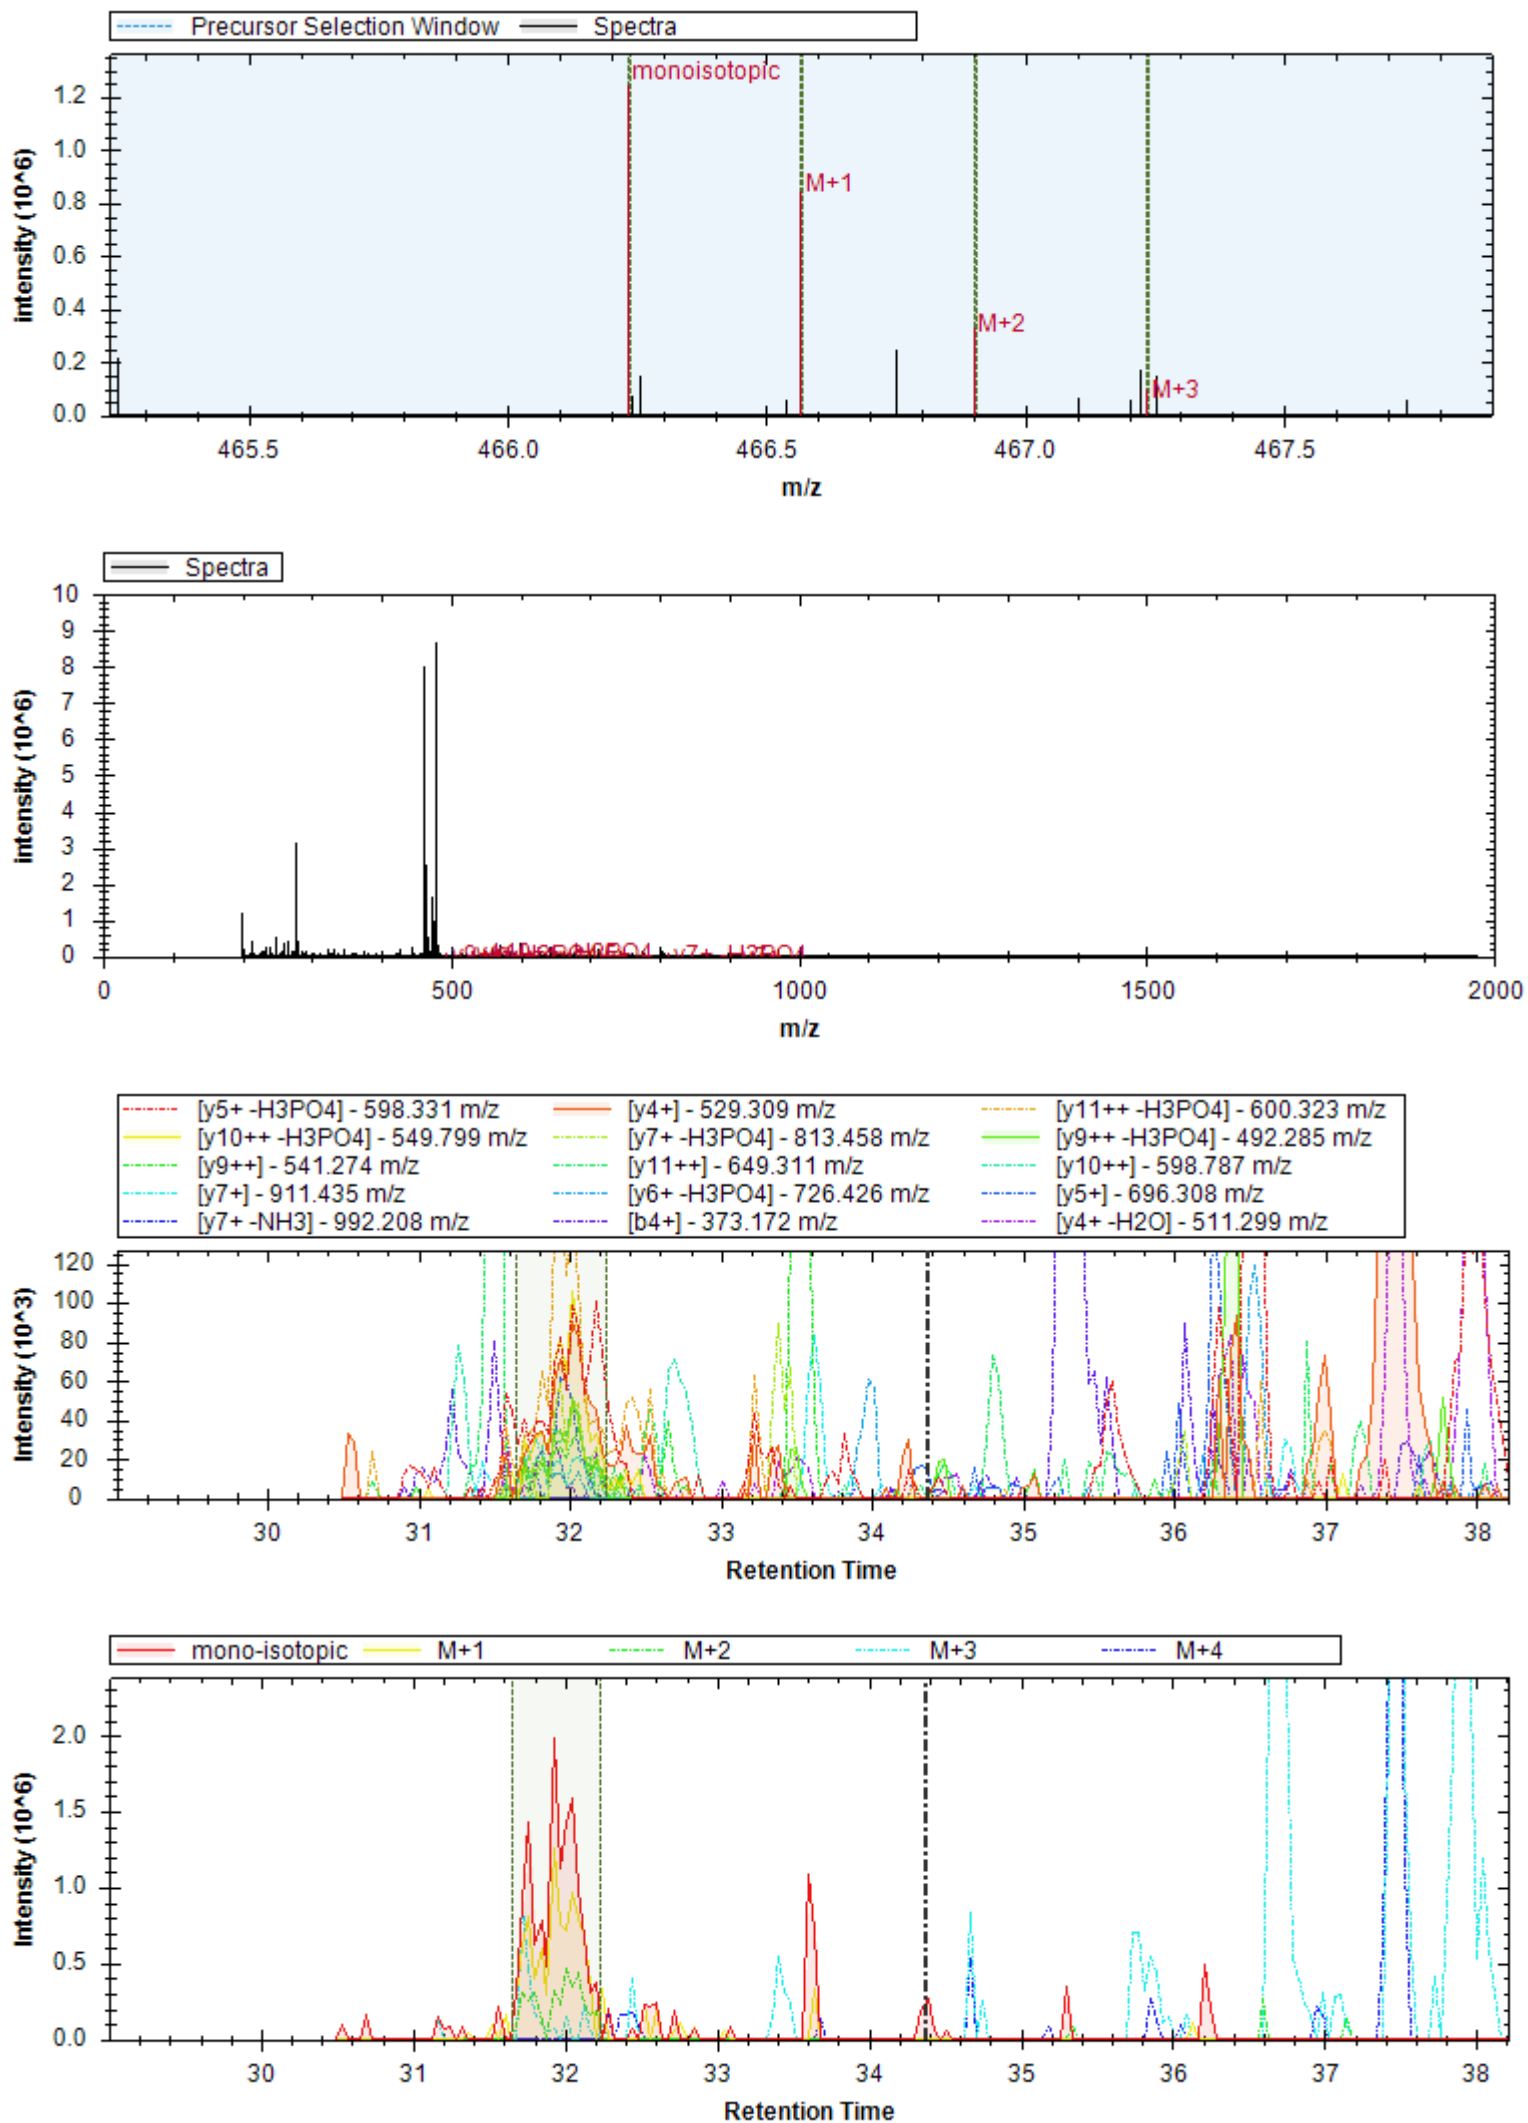 Precursor Selection Window Spectra
monoisotopic
M+1
M+2
M+3
1.2
1.0
0.8
0.6
0.4
0.2
0.0
intensity (10^6)
465.5 466.0 466.5 467.0 467.5
m/z
Spectra
10
9
8
7
6
5
4
3
2
1
0
intensity (10^6)
0 500 1000 1500 2000
m/z
[y5+ -H3PO4] - 598.331 m/z [y4+] - 529.309 m/z [y11++ -H3PO4] - 600.323 m/z
[y10++ -H3PO4] - 549.799 m/z [y7+ -H3PO4] - 813.458 m/z [y9++ -H3PO4] - 492.285 m/z
[y9++] - 541.274 m/z [y11++] - 649.311 m/z [y10++] - 598.787 m/z
[y7+] - 911.435 m/z [y6+ -H3PO4] - 726.426 m/z [y5+] - 696.308 m/z
[y7+ -NH3] - 992.208 m/z [b4+] - 373.172 m/z [y4+ -H2O] - 511.299 m/z
120
100
80
60
40
20
0
Intensity (10^3)
30 31 32 33 34 35 36 37 38
Retention Time
mono-isotopic M+1 M+2 M+3 M+4
2.0
1.5
1.0
0.5
0.0
Intensity (10^6)
30 31 32 33 34 35 36 37 38
Retention Time